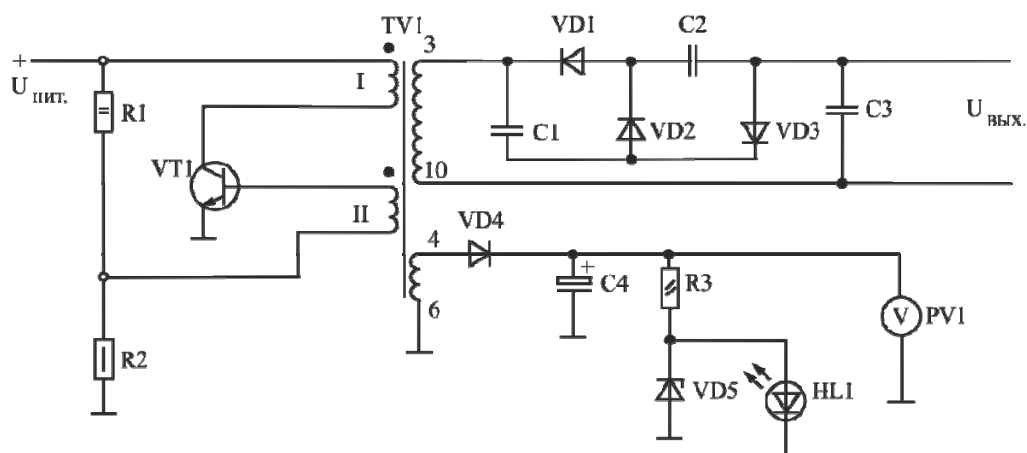 TV1
3
VD1
C2
+
U пит.
I
R1
C1
VD2
VD3
C3
U вых.
VT1
10
II
VD4
4
+
C4
R3
6
V
PV1
R2
VD5
HL1